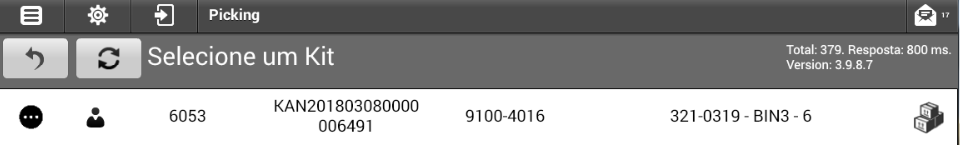 Picking
17
Selecione um Kit
Total: 379. Resposta: 800 ms.
Version: 3.9.8.7
6053
KAN201803080000
006491
9100-4016
321-0319 - BIN3 - 6